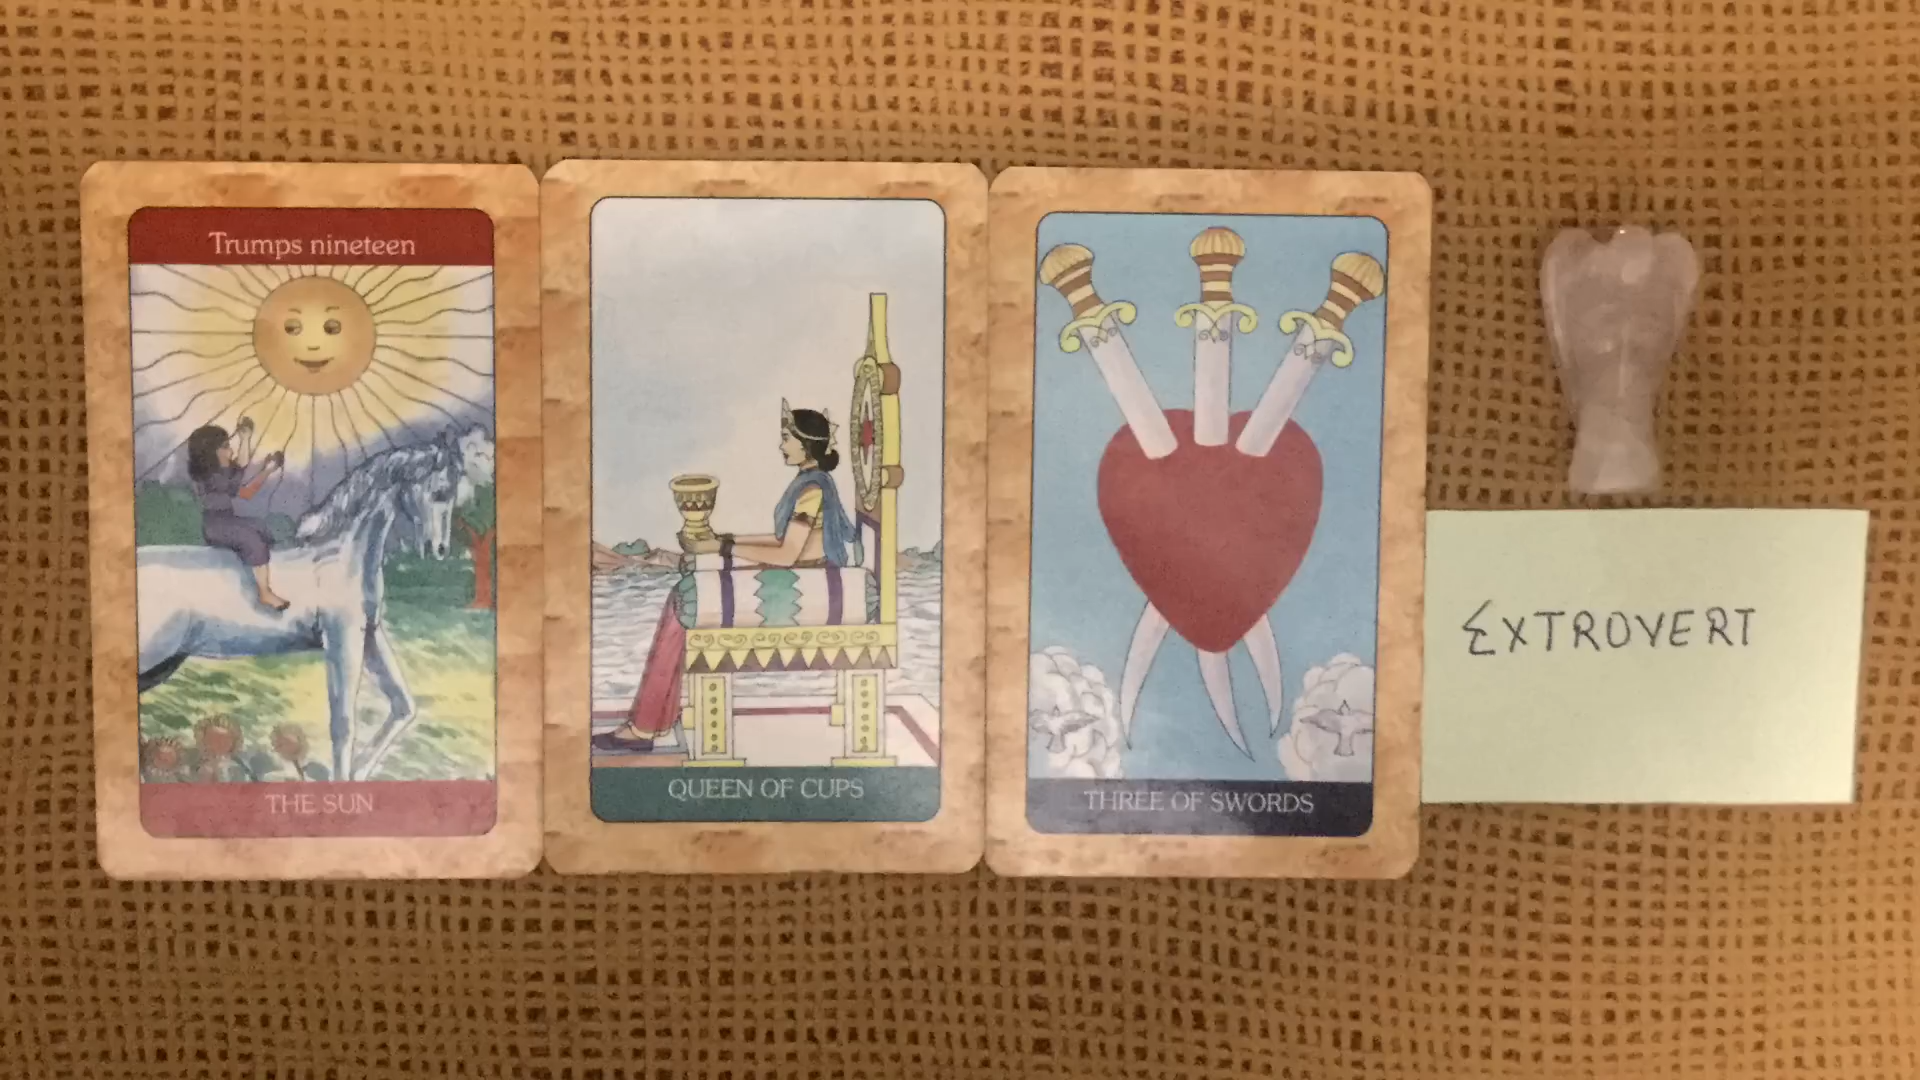 Trumps nineteen
THE SUN
QUEEN OF CUPS
THREE OF SWORDS
EXTROVERT